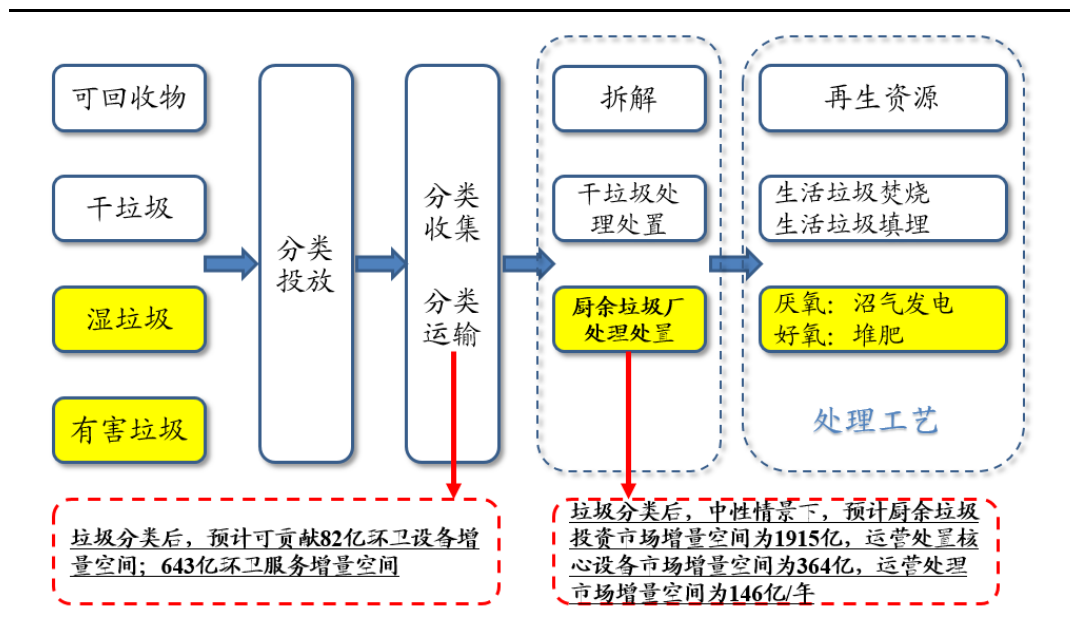 可回收物
干垃圾
湿垃圾
有害垃圾
分类
投放
分类
收集
分类
运输
拆解
干垃圾处
理处置
厨余垃圾厂
处理处置
再生资源
生活垃圾焚烧
生活垃圾填埋
厌氧：沼气发电
好氧：堆肥
处理工艺
垃圾分类后，预计可贡献82亿环卫设备增
量空间；643亿环卫服务增量空间
垃圾分类后，中性情景下，预计厨余垃圾
投资市场增量空间为1915亿，运营处置核
心设备市场增量空间为364亿，运营处理
市场增量空间为146亿/年